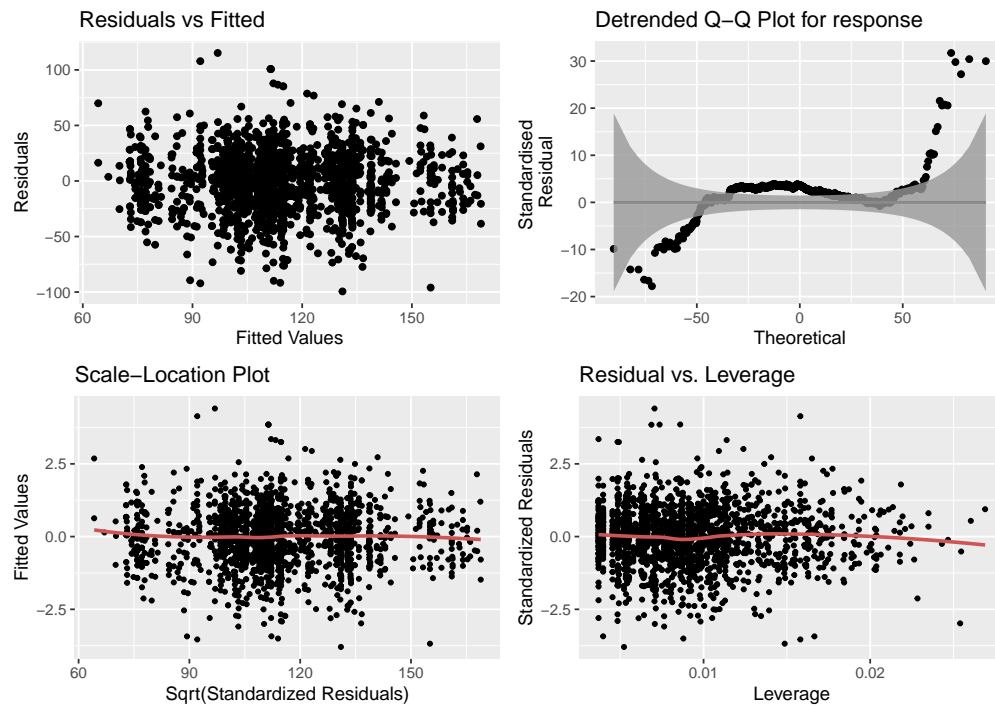 Residuals vs Fitted
100
50
0
−50
−100
Residuals
60
90
120
150
Fitted Values
Detrended Q−Q Plot for response
30
20
10
0
−10
−20
Standardised
Residual
−50
0
50
Theoretical
Scale−Location Plot
2.5
0.0
−2.5
Fitted Values
60
90
120
150
Sqrt(Standardized Residuals)
Residual vs. Leverage
2.5
0.0
−2.5
Standardized Residuals
0.01
0.02
Leverage